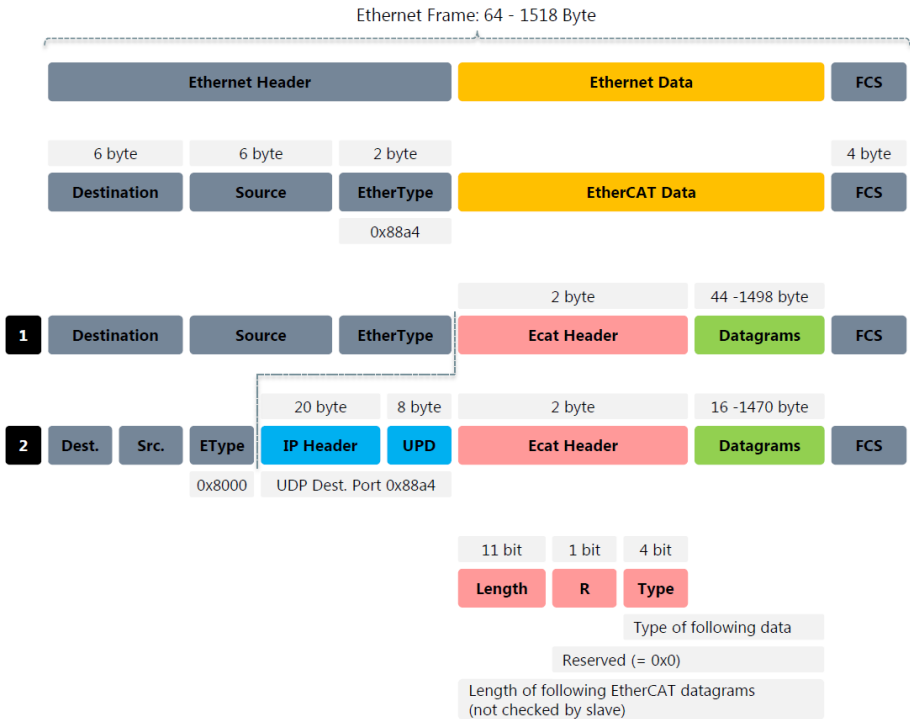 Ethernet Frame: 64 - 1518 Byte
Ethernet Header
Ethernet Data
FCS
6 byte
6 byte
2 byte
4 byte
Destination
Source
EtherType
EtherCAT Data
FCS
0x88a4
2 byte
44 -1498 byte
1
Destination
Source
EtherType
Ecat Header
Datagrams
FCS
20 byte
8 byte
2 byte
16 -1470 byte
2
Dest.
Src.
EType
IP Header
UPD
Ecat Header
Datagrams
FCS
0x8000
UDP Dest. Port 0x88a4
11 bit
1 bit
4 bit
Length
R
Type
Type of following data
Reserved (= 0x0)
Length of following EtherCAT datagrams
(not checked by slave)